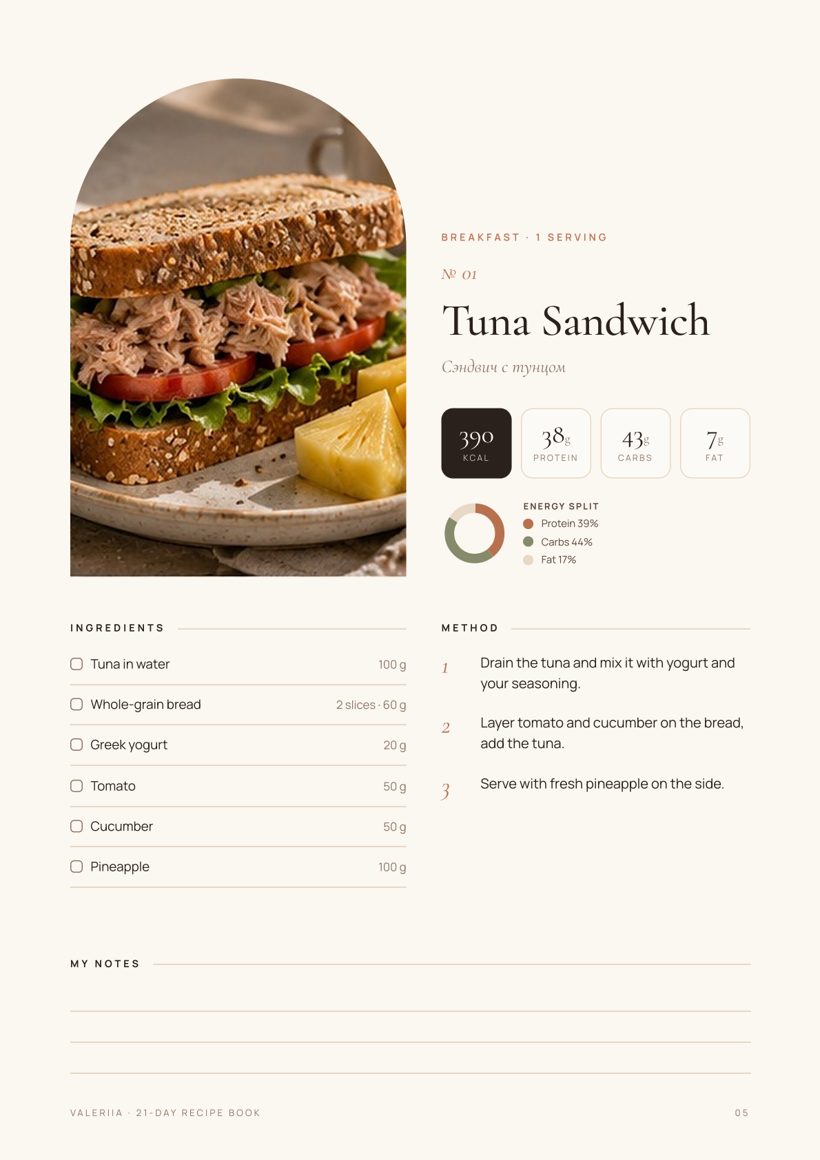 BREAKFAST · 1 SERVING
№ 01
Tuna Sandwich
Сэндвич с тунцом
390
KCAL
38g
PROTEIN
43g
CARBS
7g
FAT
ENERGY SPLIT
Protein 39%
Carbs 44%
Fat 17%
INGREDIENTS
Tuna in water 100 g
Whole-grain bread 2 slices · 60 g
Greek yogurt 20 g
Tomato 50 g
Cucumber 50 g
Pineapple 100 g
METHOD
1 Drain the tuna and mix it with yogurt and
your seasoning.
2 Layer tomato and cucumber on the bread,
add the tuna.
3 Serve with fresh pineapple on the side.
MY NOTES
VALERIIA · 21-DAY RECIPE BOOK 05